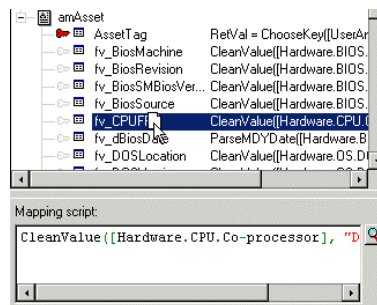 amAsset
AssetTag RetVal = ChooseKey([UserAr
fv_BiosMachine CleanValue([Hardware.BIOS.
fv_BiosRevision CleanValue([Hardware.BIOS.
fv_BiosSMBiosVer... CleanValue([Hardware.BIOS.
fv_BiosSource CleanValue([Hardware.BIOS.
CleanValue([Hardware.CPU.C
fv_dBiosDate ParseMDYDate([Hardware.B
fv_DOSLocation CleanValue([Hardware.OS.D
Mapping script:
CleanValue([Hardware.CPU.Co-processor], "D